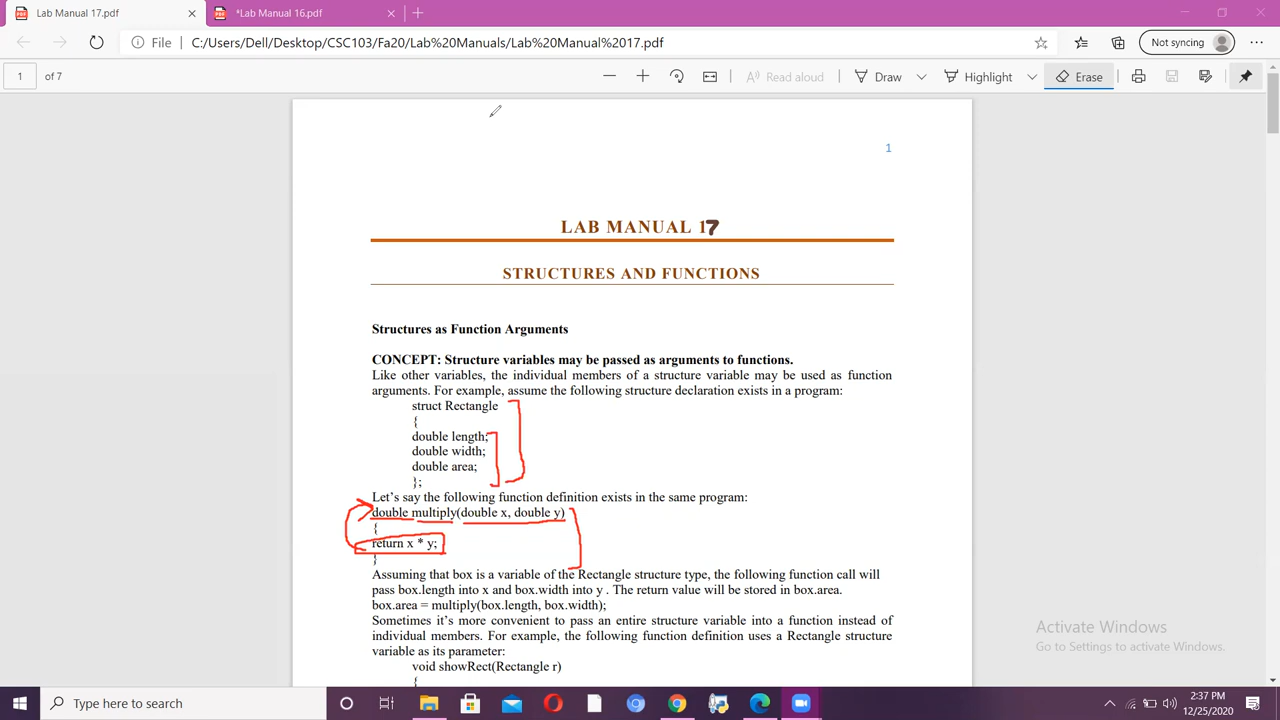 Lab Manual 17.pdf
*Lab Manual 16.pdf
File
C:/Users/Dell/Desktop/CSC103/Fa20/Lab%20Manuals/Lab%20Manual%2017.pdf
Not syncing
1 of 7
Read aloud
Draw
Highlight
Erase
1
LAB MANUAL 17
STRUCTURES AND FUNCTIONS
Structures as Function Arguments
CONCEPT: Structure variables may be passed as arguments to functions.
Like other variables, the individual members of a structure variable may be used as function
arguments. For example, assume the following structure declaration exists in a program:
struct Rectangle
{
double length;
double width;
double area;
};
Let's say the following function definition exists in the same program:
double multiply(double x, double y)
{
return x * y;
}
Assuming that box is a variable of the Rectangle structure type, the following function call will
pass box.length into x and box.width into y . The return value will be stored in box.area.
box.area = multiply(box.length, box.width);
Sometimes it's more convenient to pass an entire structure variable into a function instead of
individual members. For example, the following function definition uses a Rectangle structure
variable as its parameter:
void showRect(Rectangle r)
{
Activate Windows
Go to Settings to activate Windows.
Type here to search
2:37 PM
12/25/2020